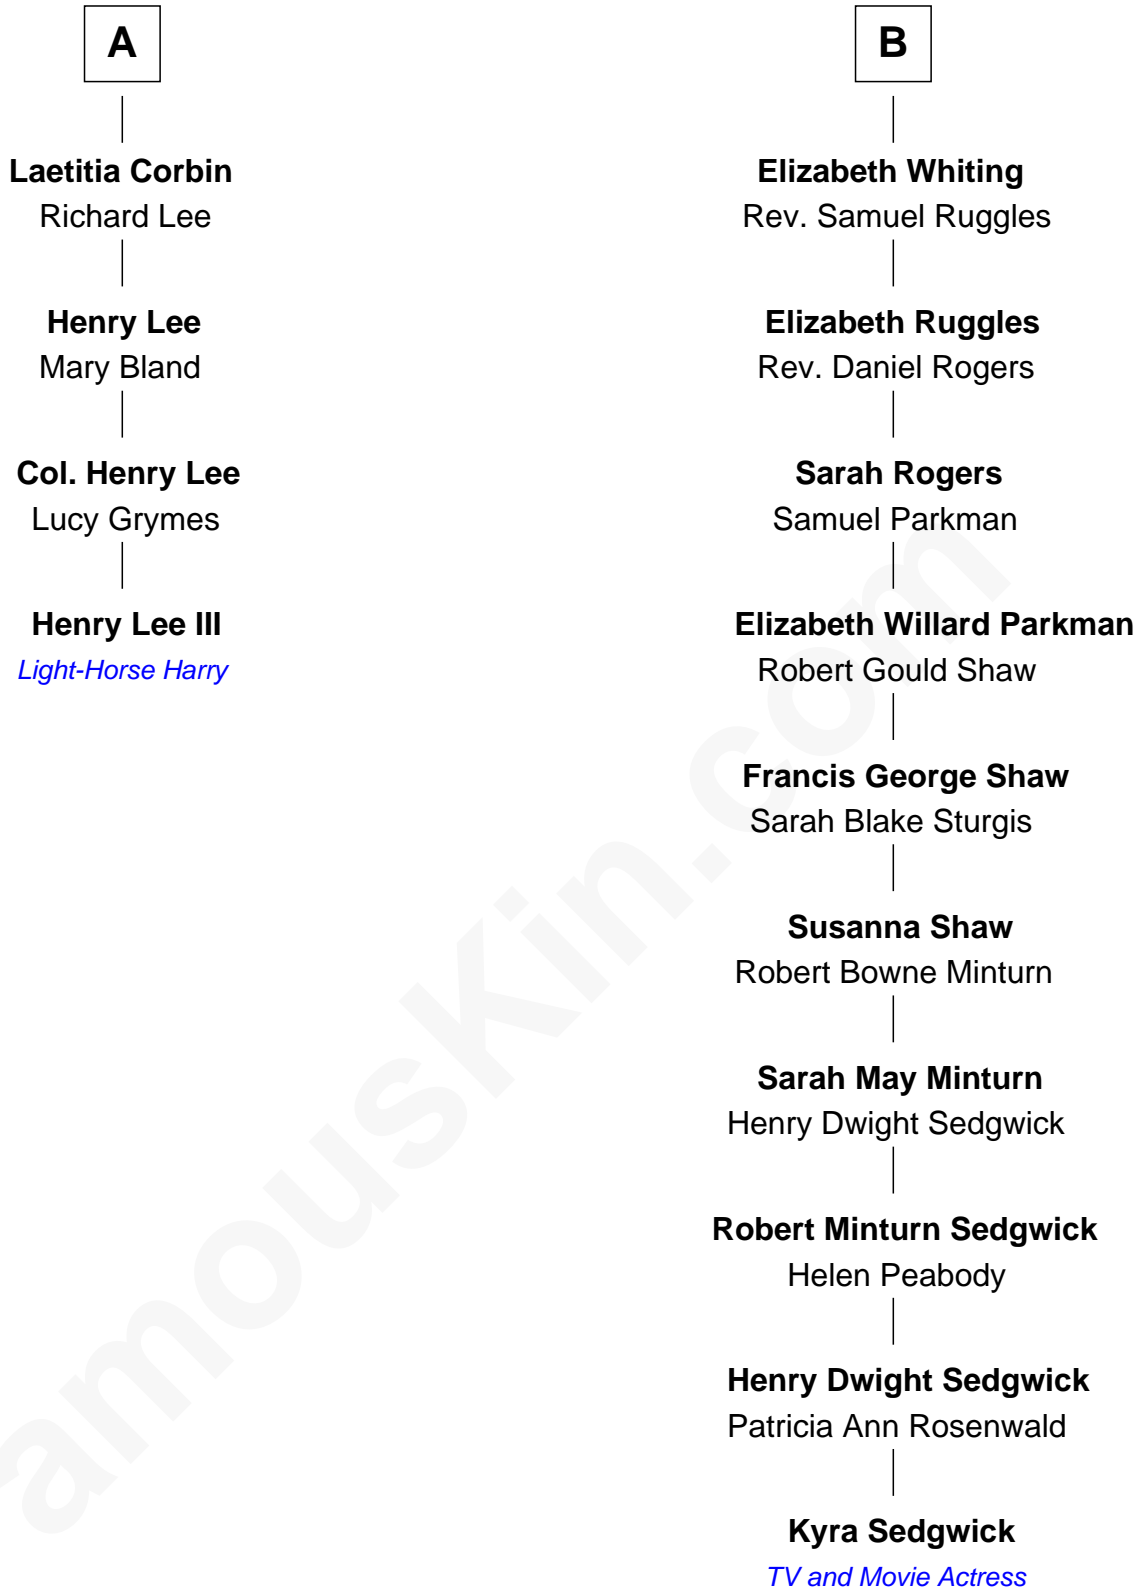 A
Laetitia Corbin
Richard Lee
Henry Lee
Mary Bland
Col. Henry Lee
Lucy Grymes
Henry Lee III
Light-Horse Harry
B
Elizabeth Whiting
Rev. Samuel Ruggles
Elizabeth Ruggles
Rev. Daniel Rogers
Sarah Rogers
Samuel Parkman
Elizabeth Willard Parkman
Robert Gould Shaw
Francis George Shaw
Sarah Blake Sturgis
Susanna Shaw
Robert Bowne Minturn
Sarah May Minturn
Henry Dwight Sedgwick
Robert Minturn Sedgwick
Helen Peabody
Henry Dwight Sedgwick
Patricia Ann Rosenwald
Kyra Sedgwick
TV and Movie Actress
amouskin.com